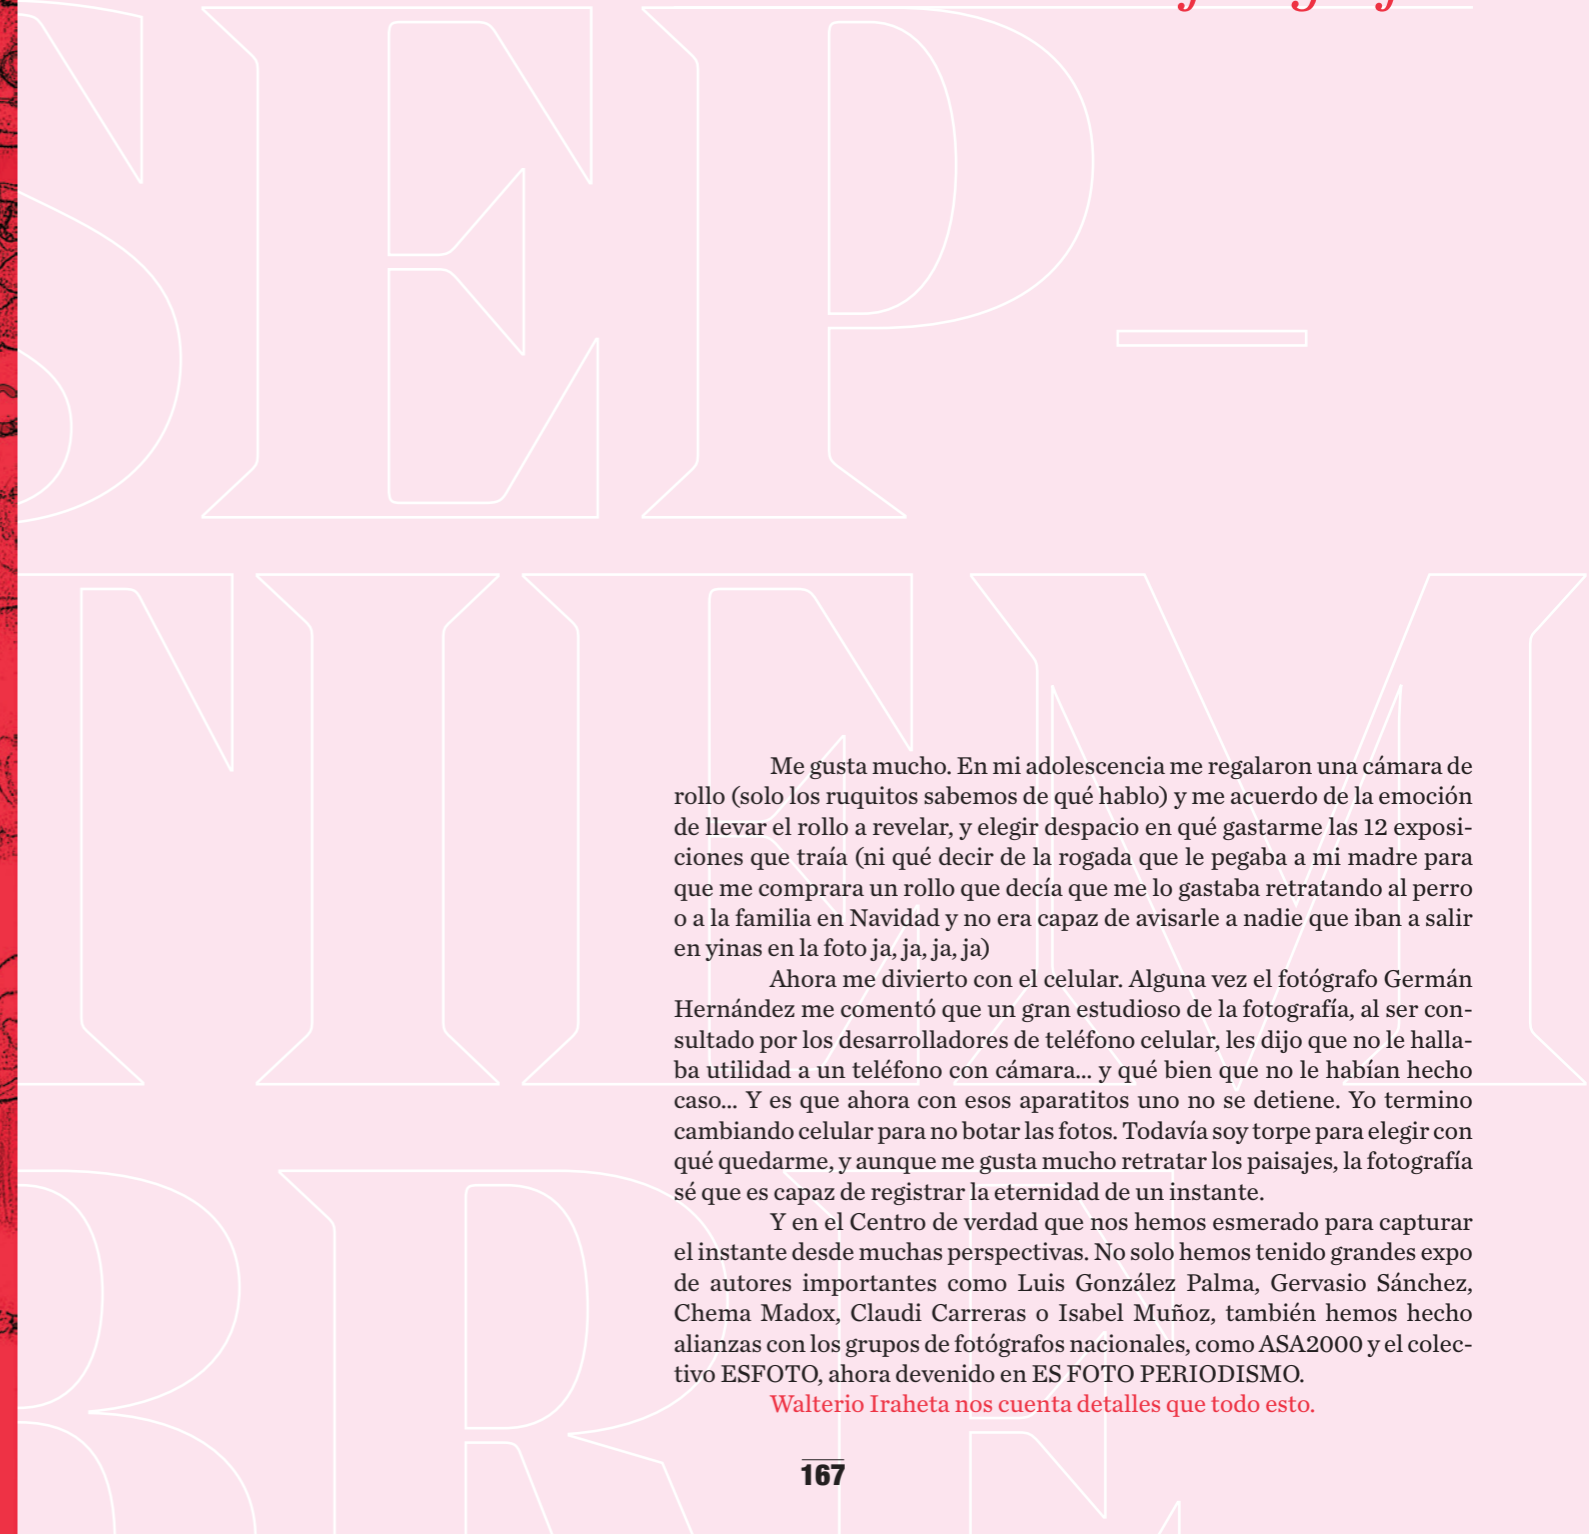 SEP-
TIEM
BRE
Me gusta mucho. En mi adolescencia me regalaron una cámara de
rollo (solo los ruquitos sabemos de qué hablo) y me acuerdo de la emoción
de llevar el rollo a revelar, y elegir despacio en qué gastarme las 12 exposi-
ciones que traía (ni qué decir de la rogada que le pegaba a mi madre para
que me comprara un rollo que decía que me lo gastaba retratando al perro
o a la familia en Navidad y no era capaz de avisarle a nadie que iban a salir
en yinas en la foto ja, ja, ja, ja)
Ahora me divierto con el celular. Alguna vez el fotógrafo Germán
Hernández me comentó que un gran estudioso de la fotografía, al ser con-
sultado por los desarrolladores de teléfono celular, les dijo que no le halla-
ba utilidad a un teléfono con cámara... y qué bien que no le habían hecho
caso... Y es que ahora con esos aparatitos uno no se detiene. Yo termino
cambiando celular para no botar las fotos. Todavía soy torpe para elegir con
qué quedarme, y aunque me gusta mucho retratar los paisajes, la fotografía
sé que es capaz de registrar la eternidad de un instante.
Y en el Centro de verdad que nos hemos esmerado para capturar
el instante desde muchas perspectivas. No solo hemos tenido grandes expo
de autores importantes como Luis González Palma, Gervasio Sánchez,
Chema Madox, Claudi Carreras o Isabel Muñoz, también hemos hecho
alianzas con los grupos de fotógrafos nacionales, como ASA2000 y el colec-
tivo ESFOTO, ahora devenido en ES FOTO PERIODISMO.
Walterio Iraheta nos cuenta detalles que todo esto.
167